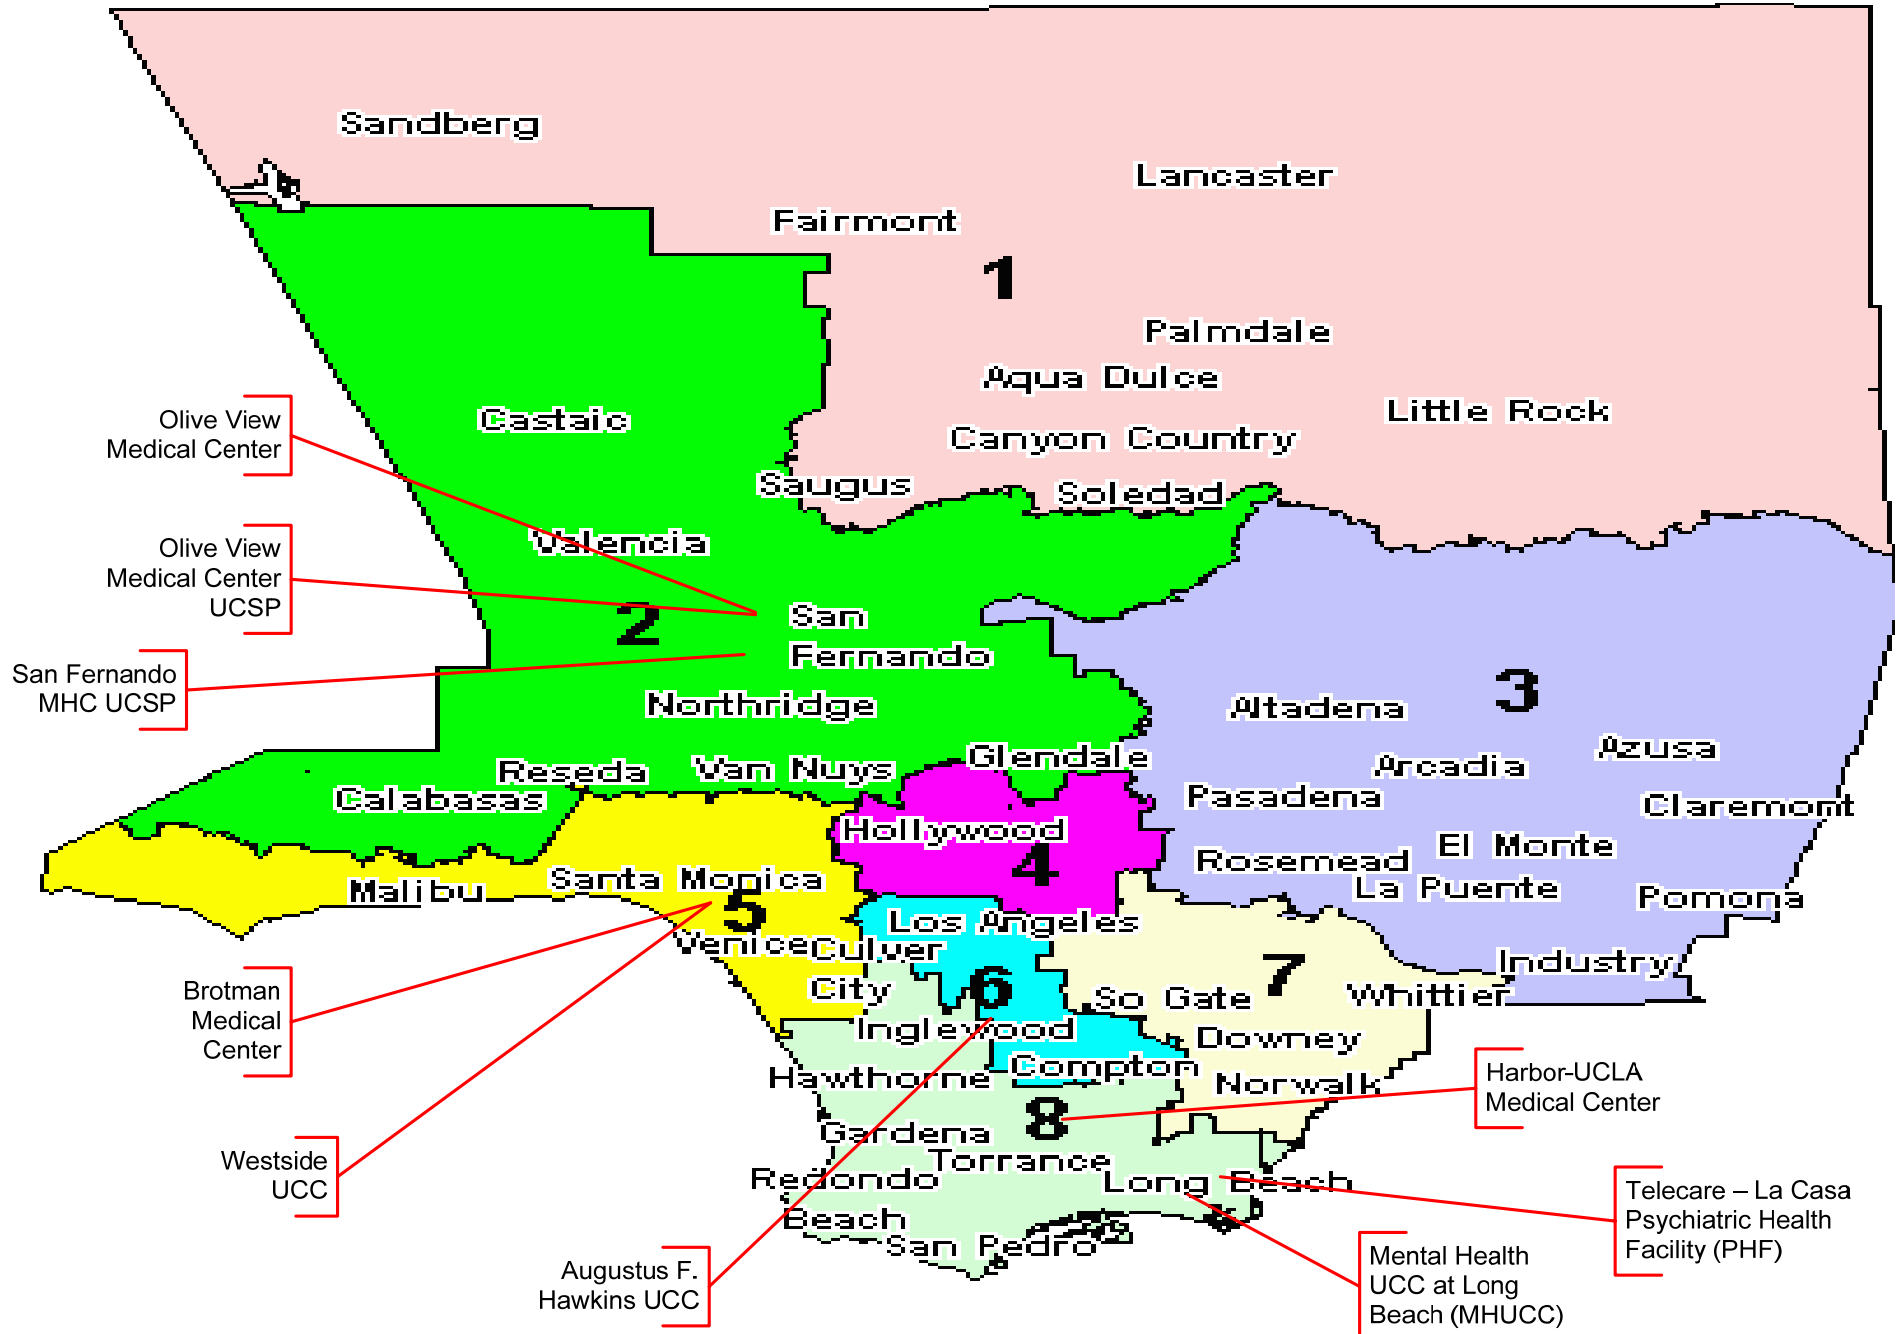 Sandberg
Lancaster
Fairmont
1
Palmdale
Aqua Dulce
Little Rock
Castaic
Canyon Country
Saugus
Soledad
Olive View
Medical Center
Valencia
Olive View
Medical Center
UCSP
2
San
Fernando
San Fernando
MHC UCSP
3
Northridge
Altadena
Azusa
Glendale
Arcadia
Reseda
Van Nuys
Calabasas
Pasadena
Claremont
Hollywood
El Monte
4
Rosemead
Santa Monica
Malibu
La Puente
Pomona
5
Los Angeles
Venice
Culver
City
Industry
7
6
So Gate
Whittier
Brotman
Medical
Center
Inglewood
Downey
Compton
Hawthorne
Norwalk
Harbor-UCLA
Medical Center
8
Gardena
Torrance
Redondo
Beach
Long Beach
San Pedro
Westside
UCC
Telecare – La Casa
Psychiatric Health
Facility (PHF)
Augustus F.
Hawkins UCC
Mental Health
UCC at Long
Beach (MHUCC)